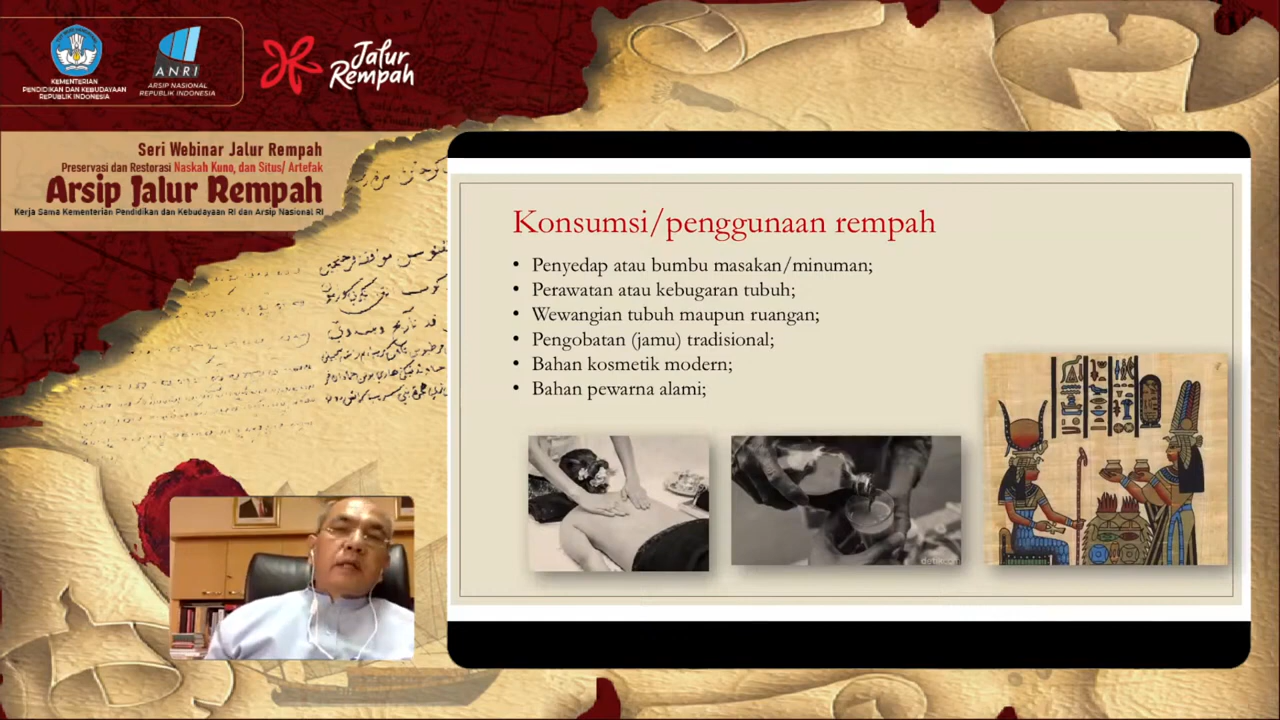 KEMENTERIAN
PENDIDIKAN DAN KEBUDAYAAN
REPUBLIK INDONESIA
ANRI
ARSIP NASIONAL
REPUBLIK INDONESIA
Jalur
Rempah
Seri Webinar Jalur Rempah
Preservasi dan Restorasi Naskah Kuno, dan Situs/ Artefak
Arsip Jalur Rempah
Kerja Sama Kementerian Pendidikan dan Kebudayaan RI dan Arsip Nasional RI
Konsumsi/penggunaan rempah
• Penyedap atau bumbu masakan/minuman;
• Perawatan atau kebugaran tubuh;
• Wewangian tubuh maupun ruangan;
• Pengobatan (jamu) tradisional;
• Bahan kosmetik modern;
• Bahan pewarna alami;